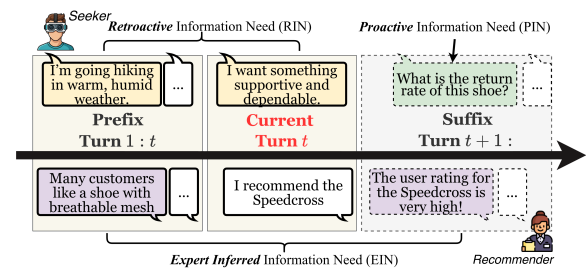 Seeker
Retroactive Information Need (RIN)
Proactive Information Need (PIN)
I'm going hiking
in warm, humid
weather.
...
I want something
supportive and
dependable.
What is the return
rate of this shoe?
...
Prefix
Turn 1 : t
Current
Turn t
Suffix
Turn t + 1 :
Many customers
like a shoe with
breathable mesh
...
I recommend the
Speedcross
The user rating for
the Speedcross is
very high!
...
Expert Inferred Information Need (EIN)
Recommender